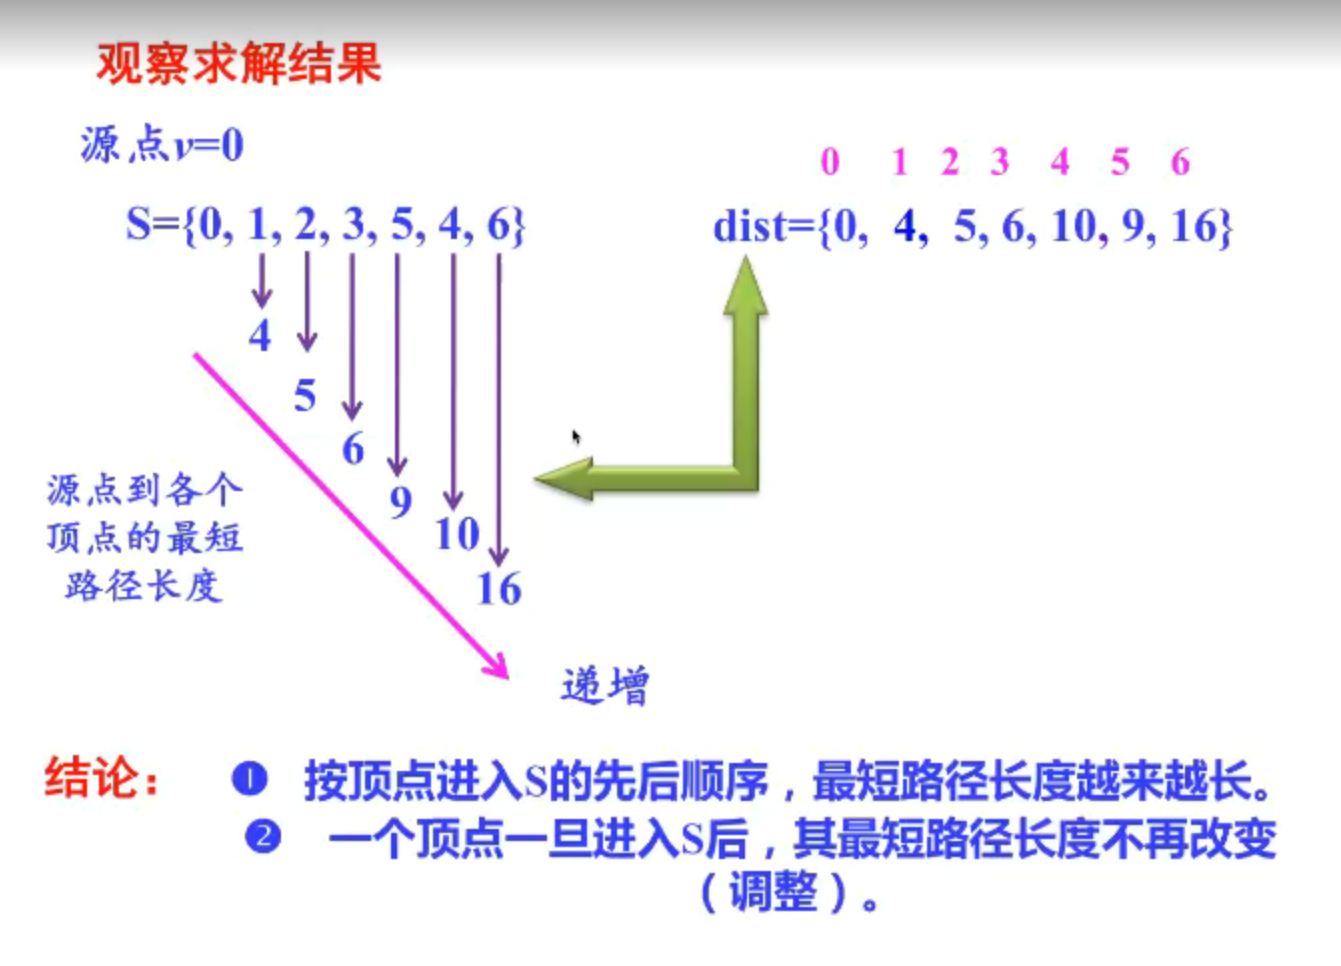 观察求解结果
源点v=0
0 1 2 3 4 5 6
S={0, 1, 2, 3, 5, 4, 6}
dist={0, 4, 5, 6, 10, 9, 16}
4
5
6
9
10
16
源点到各个
顶点的最短
路径长度
递增
结论：
❶ 按顶点进入S的先后顺序，最短路径长度越来越长。
❷ 一个顶点一旦进入S后，其最短路径长度不再改变
（调整）。